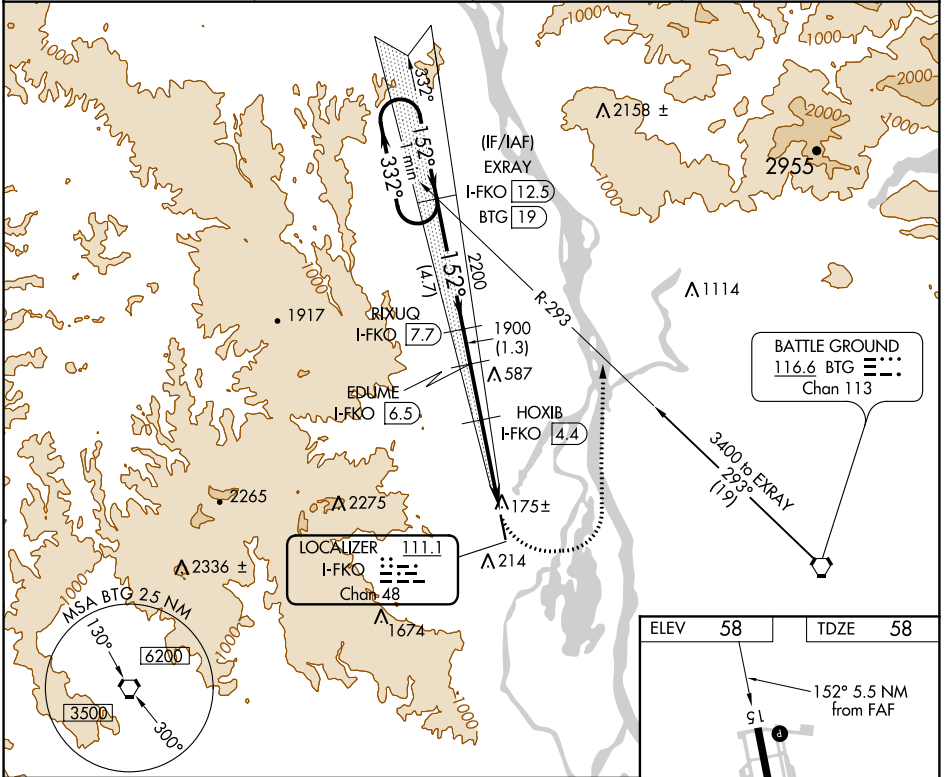 1000
1000
1000
2000
2000
1000
1000
332°
2158 ±
2955
(IF/IAF)
EXRAY
I-FKO 12.5
BTG 19
152°
1 min
332°
1000
152°
(4.7)
2200
R-293
1114
1917
1000
RIXUQ
I-FKO 7.7
1900
(1.3)
587
EDUME
I-FKO 6.5
HOXIB
I-FKO 4.4
BATTLE GROUND
116.6 BTG
Chan 113
3400 to EXRAY
293°
(19)
2265
2275
175±
LOCALIZER 111.1
I-FKO
Chan 48
214
2336 ±
1674
1000
MSA BTG 25 NM
130°
6200
3500
300°
ELEV 58
TDZE 58
152° 5.5 NM
from FAF
15
P